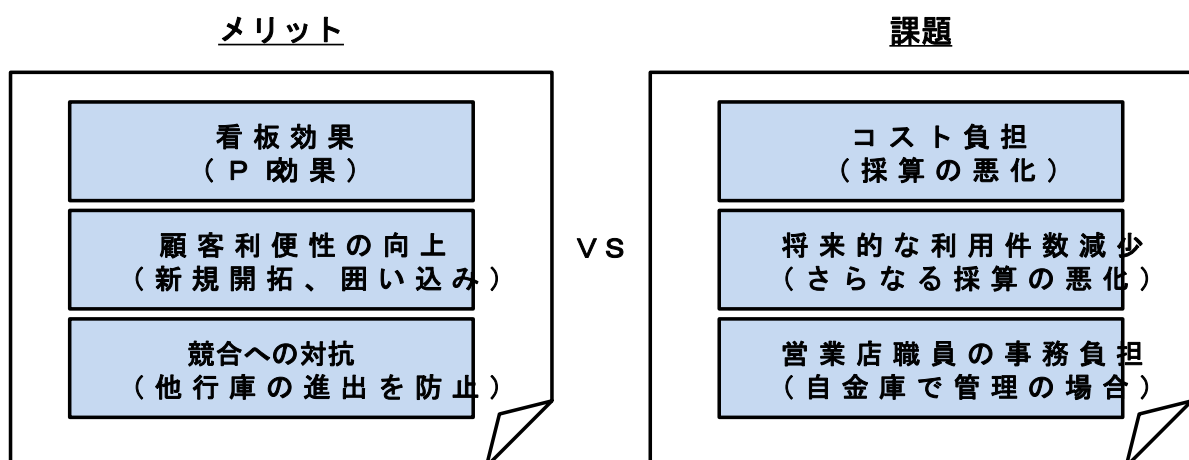 メリット
看板効果
（ＰＲ効果）
顧客利便性の向上
（新規開拓、囲い込み）
競合への対抗
（他行庫の進出を防止）
ＶＳ
課題
コスト負担
（採算の悪化）
将来的な利用件数減少
（さらなる採算の悪化）
営業店職員の事務負担
（自金庫で管理の場合）